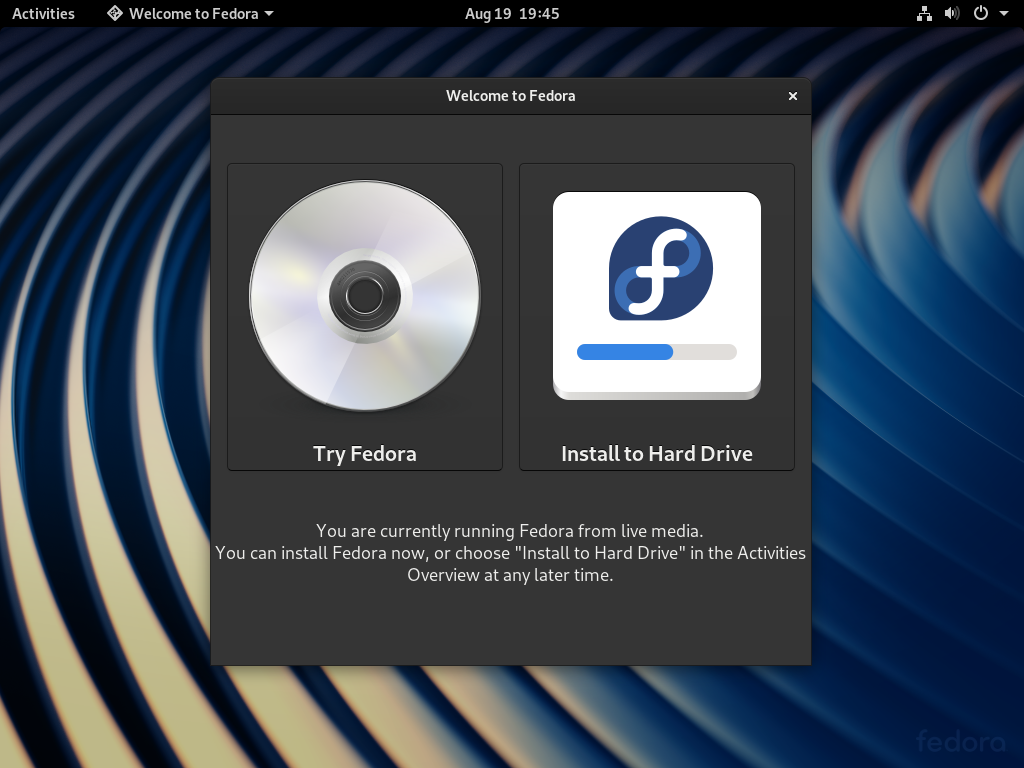 Activities
Welcome to Fedora
Aug 19 19:45
Welcome to Fedora
Try Fedora
Install to Hard Drive
You are currently running Fedora from live media.
You can install Fedora now, or choose "Install to Hard Drive" in the Activities
Overview at any later time.
fedora